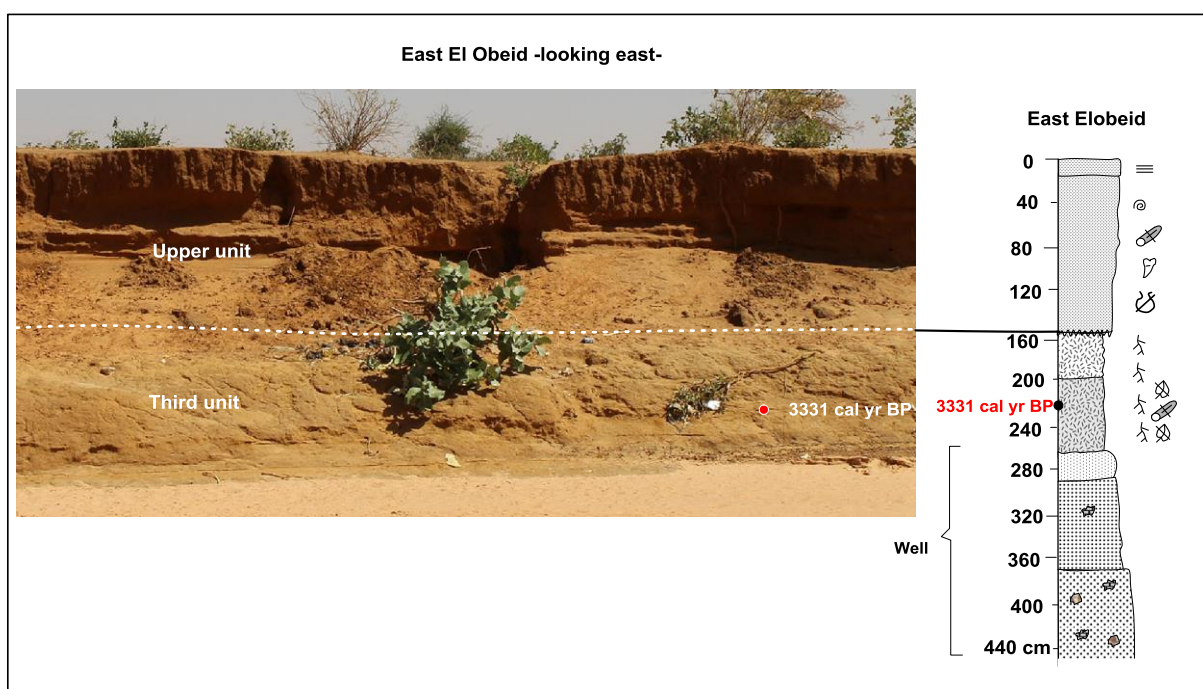 East El Obeid -looking east-
Upper unit
Third unit
3331 cal yr BP
East Elobeid
0
40
80
120
160
200
3331 cal yr BP
240
280
320
Well
360
400
440 cm